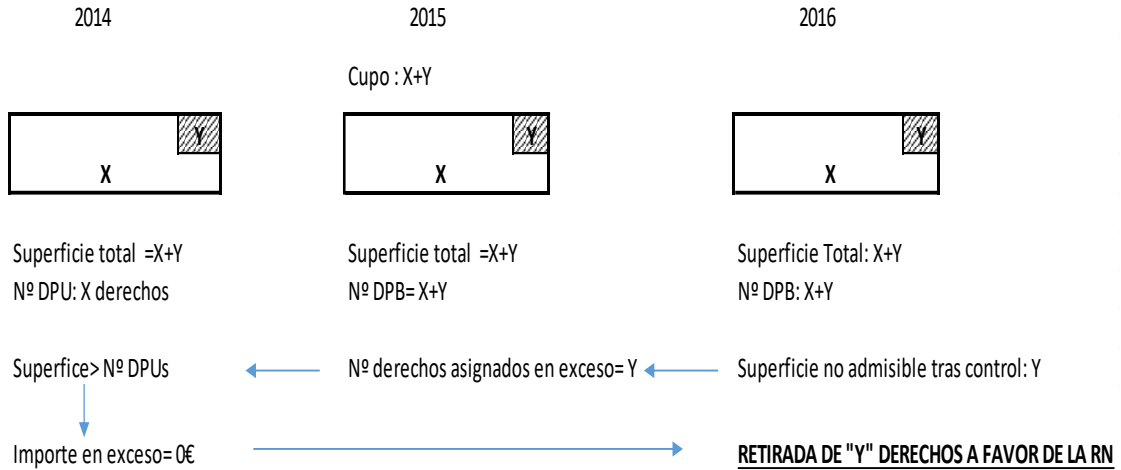 2014
2015
2016
Cupo : X+Y
Y
X
Y
X
Y
X
Superficie total =X+Y
Nº DPU: X derechos
Superficie total =X+Y
Nº DPB= X+Y
Superficie Total: X+Y
Nº DPB: X+Y
Superfice> Nº DPUs
Nº derechos asignados en exceso= Y
Superficie no admisible tras control: Y
Importe en exceso= 0€
RETIRADA DE "Y" DERECHOS A FAVOR DE LA RN